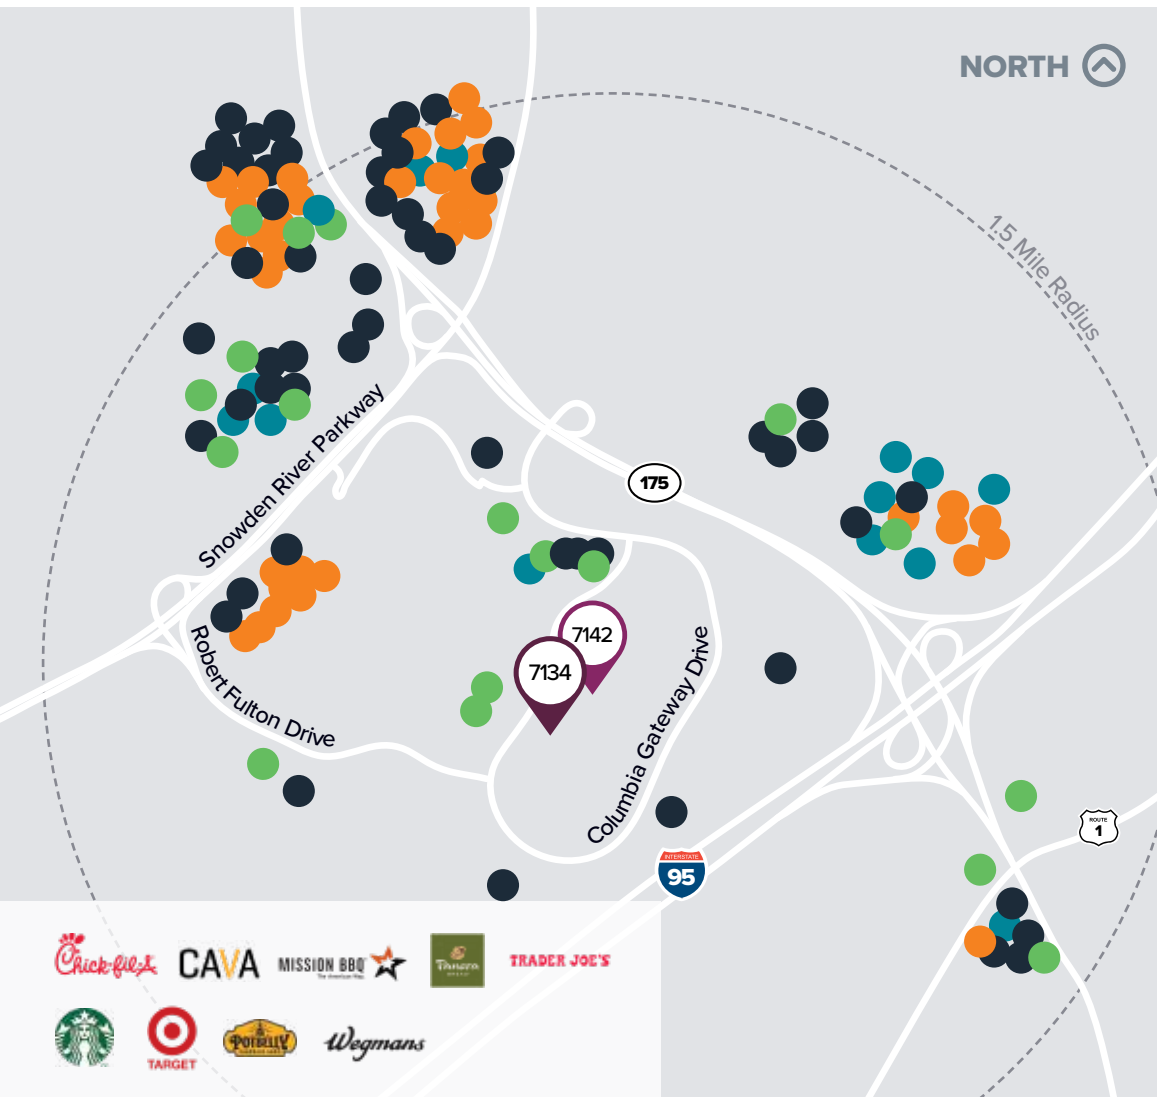 NORTH
1.5 Mile Radius
Snowden River Parkway
175
7142
7134
Robert Fulton Drive
Columbia Gateway Drive
ROUTE
1
INTERSTATE
95
Chick-fil-A
CAVA
MISSION BBQ
The American Way.
Panera
BREAD
TRADER JOE'S
TARGET
POTBELLY
Wegmans